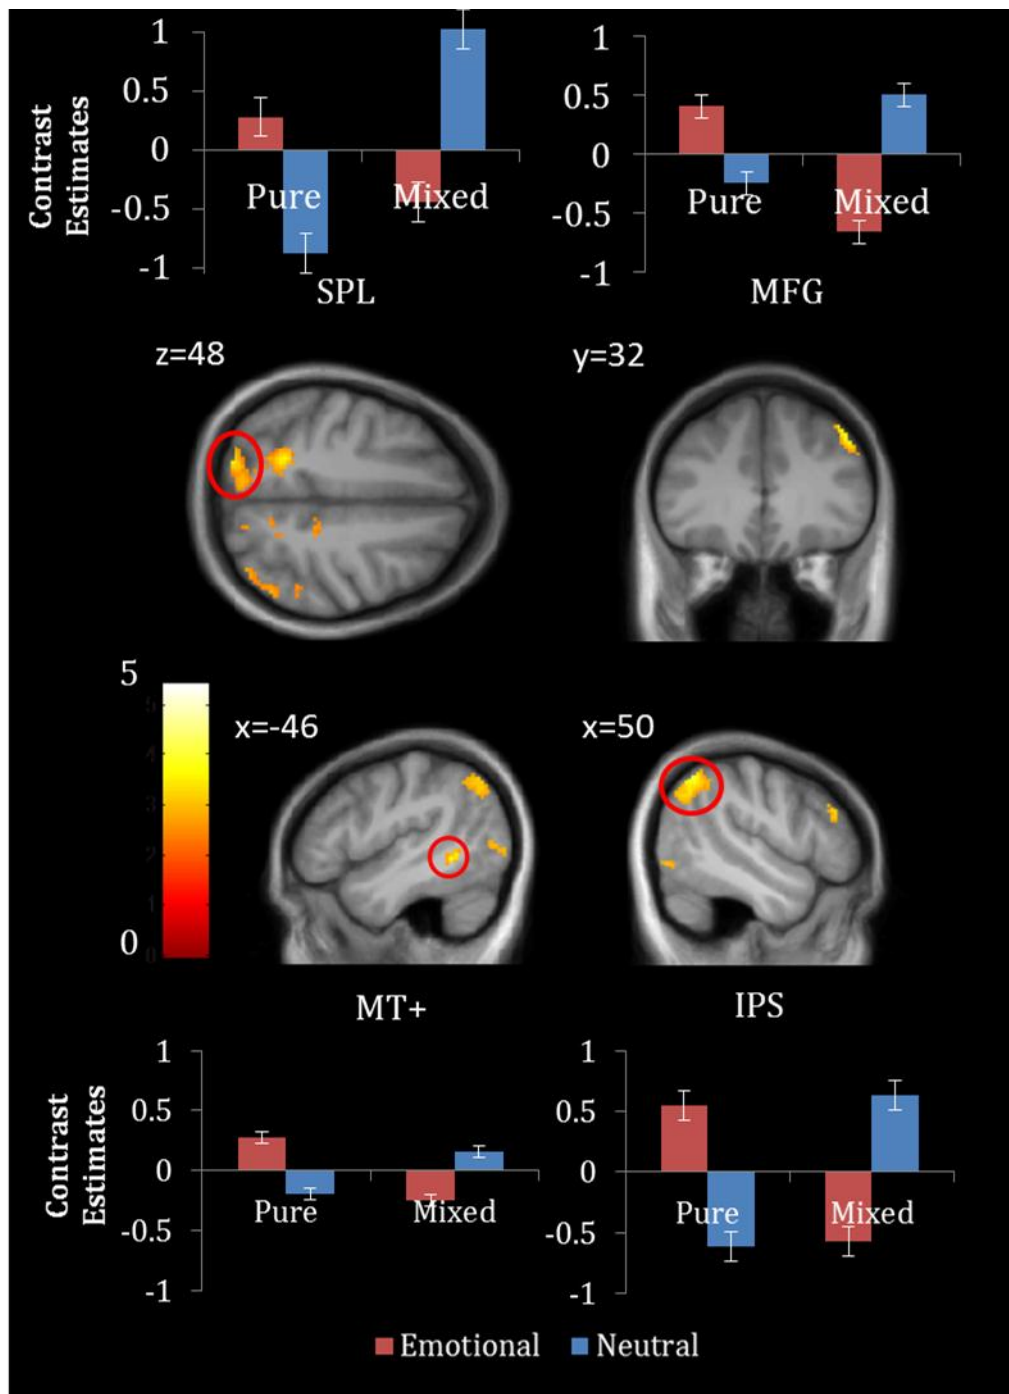 1
0.5
0
-0.5
-1
Contrast
Estimates
Pure
Mixed
SPL
1
0.5
0
-0.5
-1
Pure
Mixed
MFG
z=48
y=32
5
0
x=-46
x=50
MT+
IPS
1
0.5
0
-0.5
-1
Contrast
Estimates
Pure
Mixed
1
0.5
0
-0.5
-1
Pure
Mixed
Emotional
Neutral